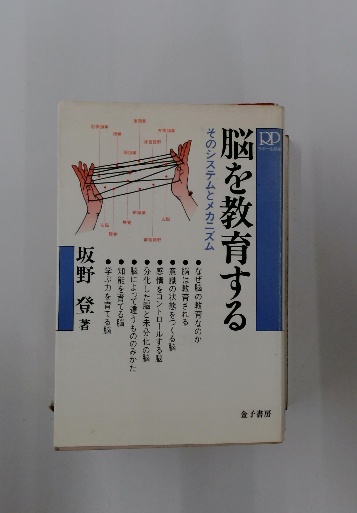 脳を教育する
そのシステムとメカニズム
坂野 登 著
●なぜ脳の教育なのか
●脳は教育される
●意識の状態をつくる脳
●感情をコントロールする脳
●分化した脳と未分化の脳
●脳によって違うもののみかた
●知能を育てる脳
●学ぶ力を育てる脳
金子書房